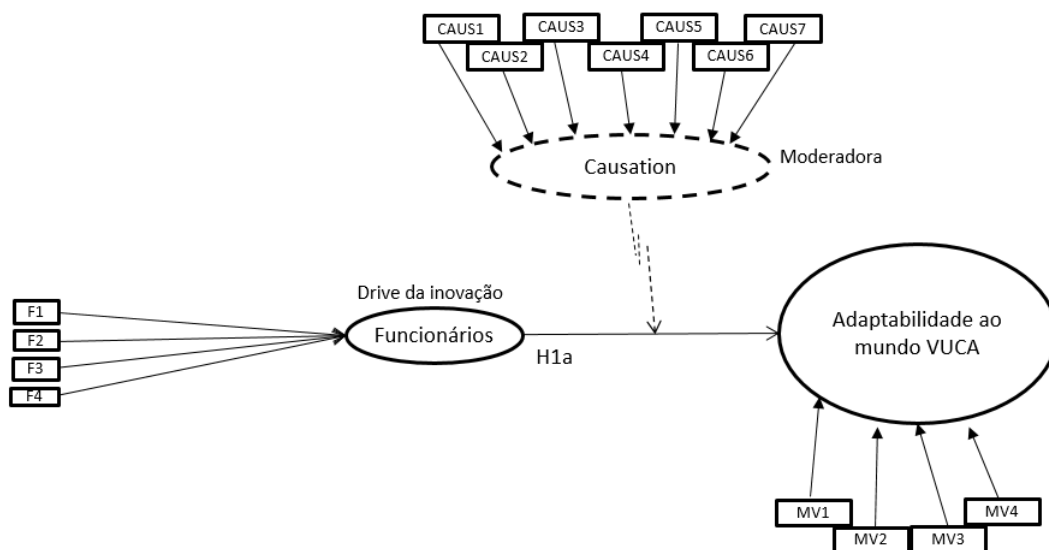 CAUS1
CAUS3
CAUS5
CAUS7
CAUS2
CAUS4
CAUS6
Causation
Moderadora
Drive da inovação
Funcionários
F1
F2
F3
F4
H1a
Adaptabilidade ao
mundo VUCA
MV1
MV4
MV2
MV3